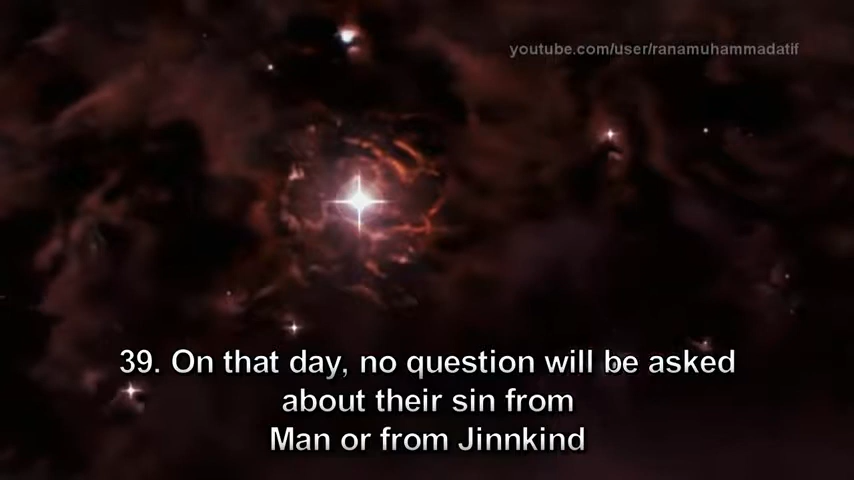 youtube.com/user/ranamuhammadatif
39. On that day, no question will be asked
about their sin from
Man or from Jinnkind